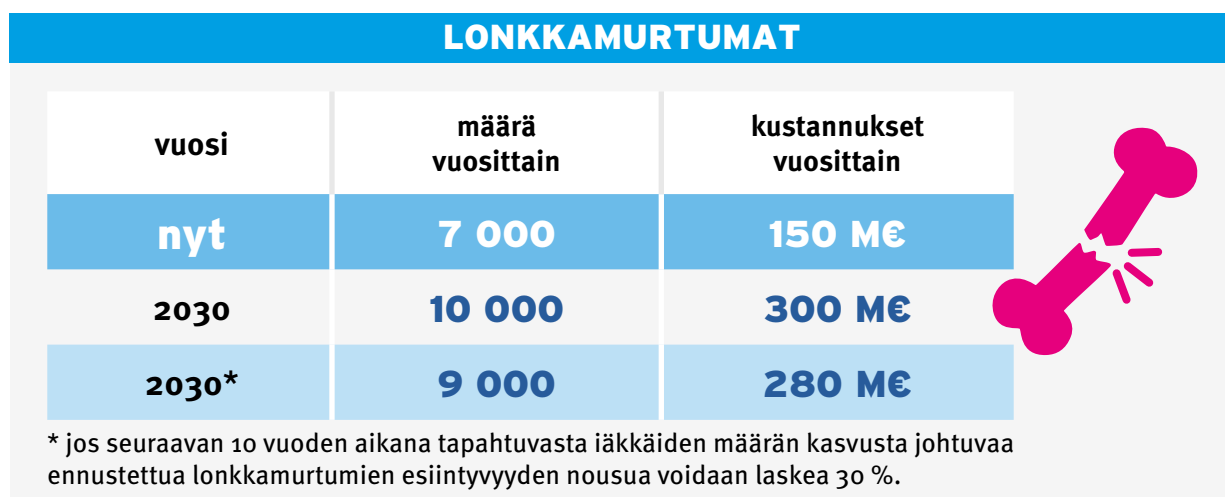 LONKKAMURTUMAT
vuosi
määrä
vuosittain
kustannukset
vuosittain
nyt 7 000 150 M€
2030 10 000 300 M€
2030* 9 000 280 M€
* jos seuraavan 10 vuoden aikana tapahtuvasta iäkkäiden määrän kasvusta johtuvaa
ennustettua lonkkamurtumien esiintyvyyden nousua voidaan laskea 30 %.